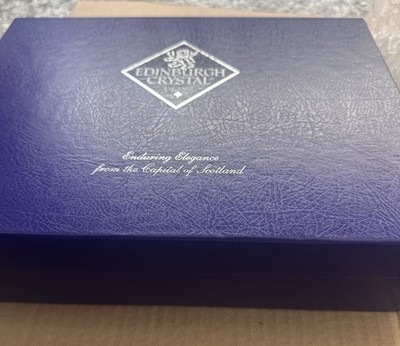 EDINBURGH
CRYSTAL
Enduring Elegance
from the Capital of Scotland